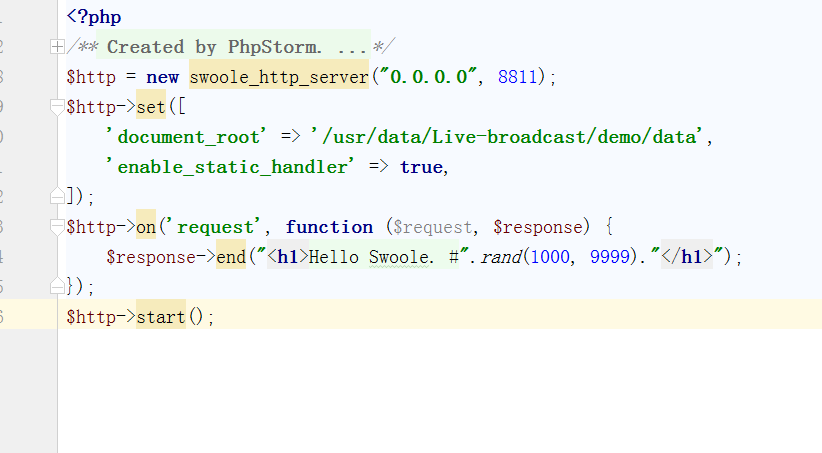 <?php
/** Created by PhpStorm. ...*/
$http = new swoole_http_server("0.0.0.0", 8811);
$http->set([
    'document_root' => '/usr/data/Live-broadcast/demo/data',
    'enable_static_handler' => true,
]);
$http->on('request', function ($request, $response) {
    $response->end("<h1>Hello Swoole. #".rand(1000, 9999)."</h1>");
});
$http->start();